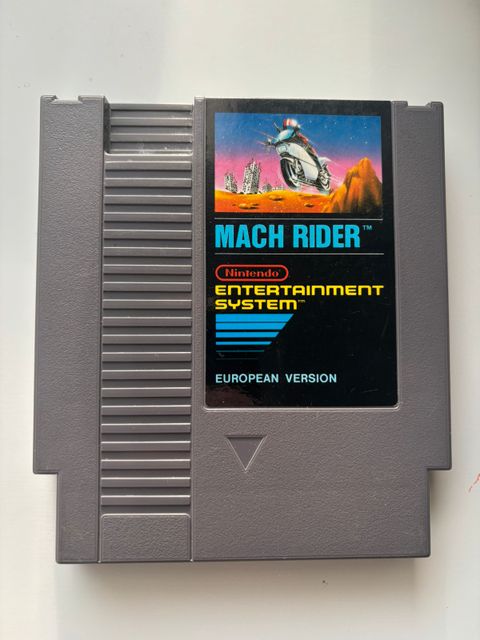 MACH RIDER™
Nintendo
ENTERTAINMENT
SYSTEM™
EUROPEAN VERSION